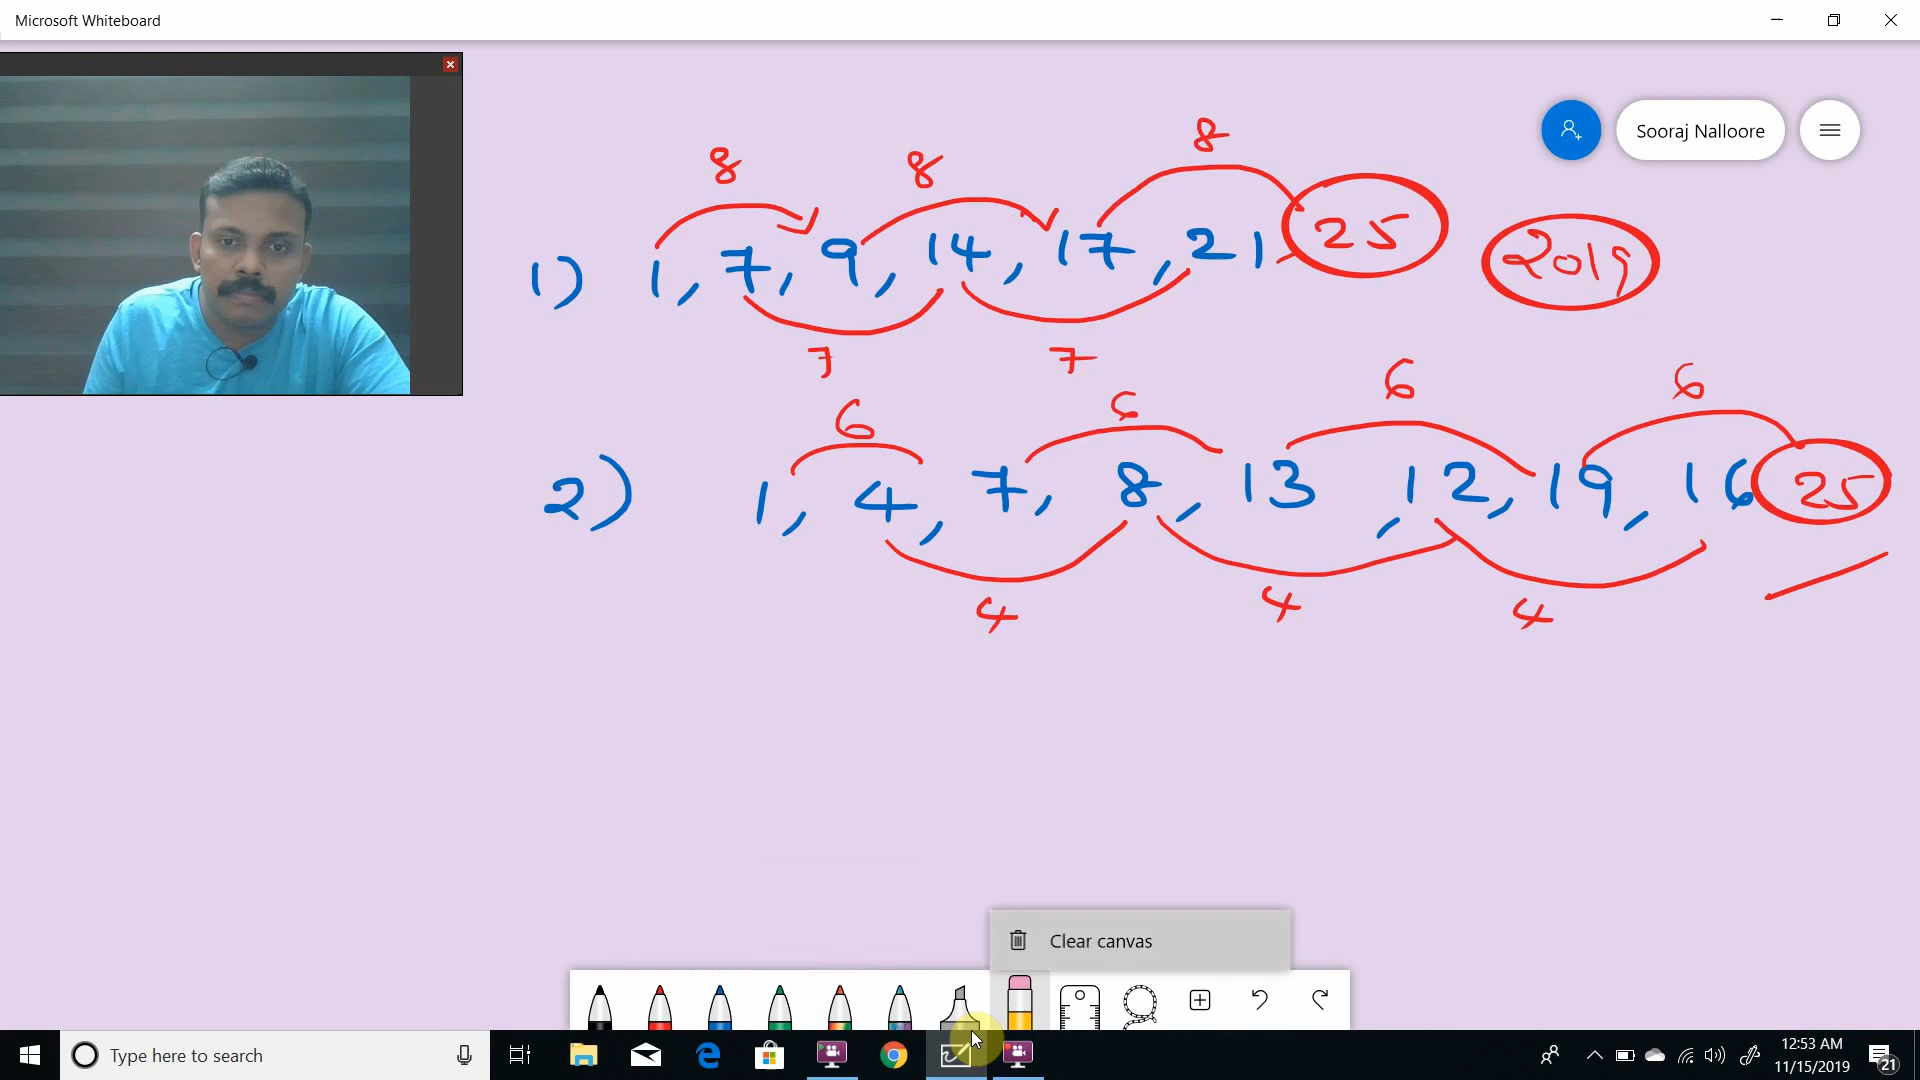 Microsoft Whiteboard
Sooraj Nalloore
8 8 8
1) 1, 7, 9, 14, 17, 21, 25 2019
7 7
6 6 6 6
2) 1, 4, 7, 8, 13, 12, 19, 16 25
4 4 4
Clear canvas
Type here to search
12:53 AM
11/15/2019
21